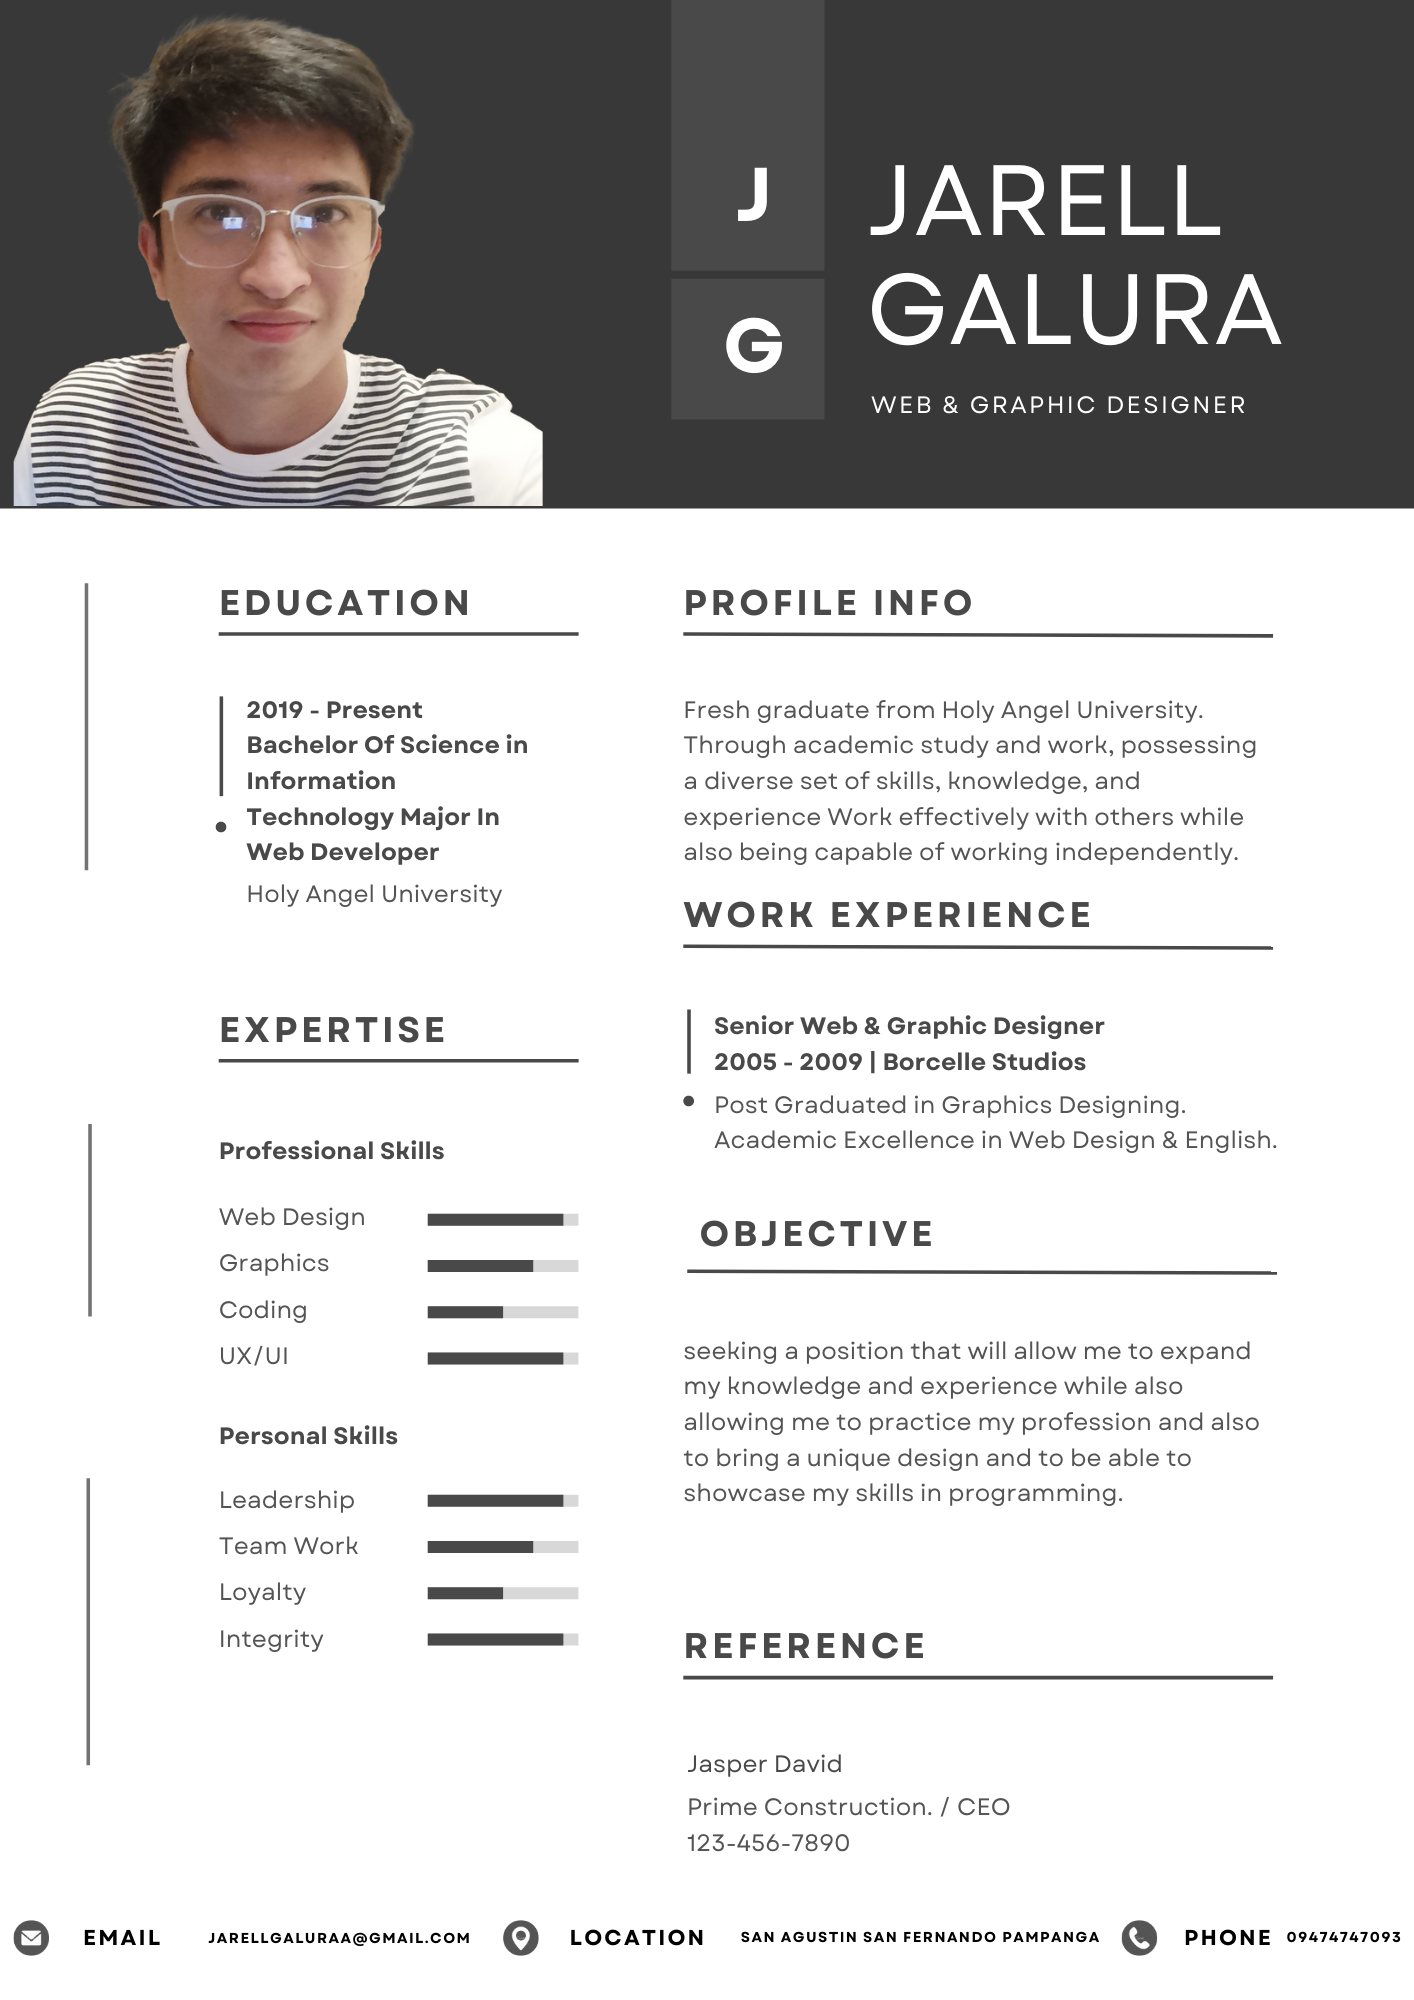 J
G
JARELL
GALURA
WEB & GRAPHIC DESIGNER
EDUCATION
2019 - Present
Bachelor Of Science in
Information
Technology Major In
Web Developer
Holy Angel University
EXPERTISE
Professional Skills
Web Design
Graphics
Coding
UX/UI
Personal Skills
Leadership
Team Work
Loyalty
Integrity
PROFILE INFO
Fresh graduate from Holy Angel University.
Through academic study and work, possessing
a diverse set of skills, knowledge, and
experience Work effectively with others while
also being capable of working independently.
WORK EXPERIENCE
Senior Web & Graphic Designer
2005 - 2009 | Borcelle Studios
Post Graduated in Graphics Designing.
Academic Excellence in Web Design & English.
OBJECTIVE
seeking a position that will allow me to expand
my knowledge and experience while also
allowing me to practice my profession and also
to bring a unique design and to be able to
showcase my skills in programming.
REFERENCE
Jasper David
Prime Construction. / CEO
123-456-7890
EMAIL JARELLGALURAA@GMAIL.COM LOCATION SAN AGUSTIN SAN FERNANDO PAMPANGA PHONE 09474747093